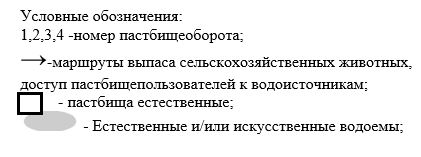 Условные обозначения:
1,2,3,4 -номер пастбищеоборота;
→-маршруты выпаса сельскохозяйственных животных,
доступ пастбищепользователей к водоисточникам;
- пастбища естественные;
- Естественные и/или искусственные водоемы;